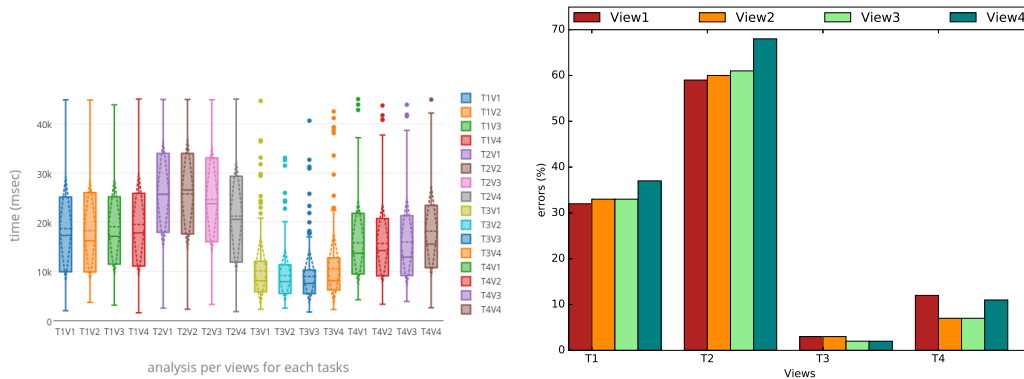 time (msec)
40k
30k
20k
10k
0
T1V1 T1V2 T1V3 T1V4 T2V1 T2V2 T2V3 T2V4 T3V1 T3V2 T3V3 T3V4 T4V1 T4V2 T4V3 T4V4
analysis per views for each tasks
T1V1
T1V2
T1V3
T1V4
T2V1
T2V2
T2V3
T2V4
T3V1
T3V2
T3V3
T3V4
T4V1
T4V2
T4V3
T4V4
View1 View2 View3 View4
errors (%)
70
60
50
40
30
20
10
0
T1 T2 T3 T4
Views